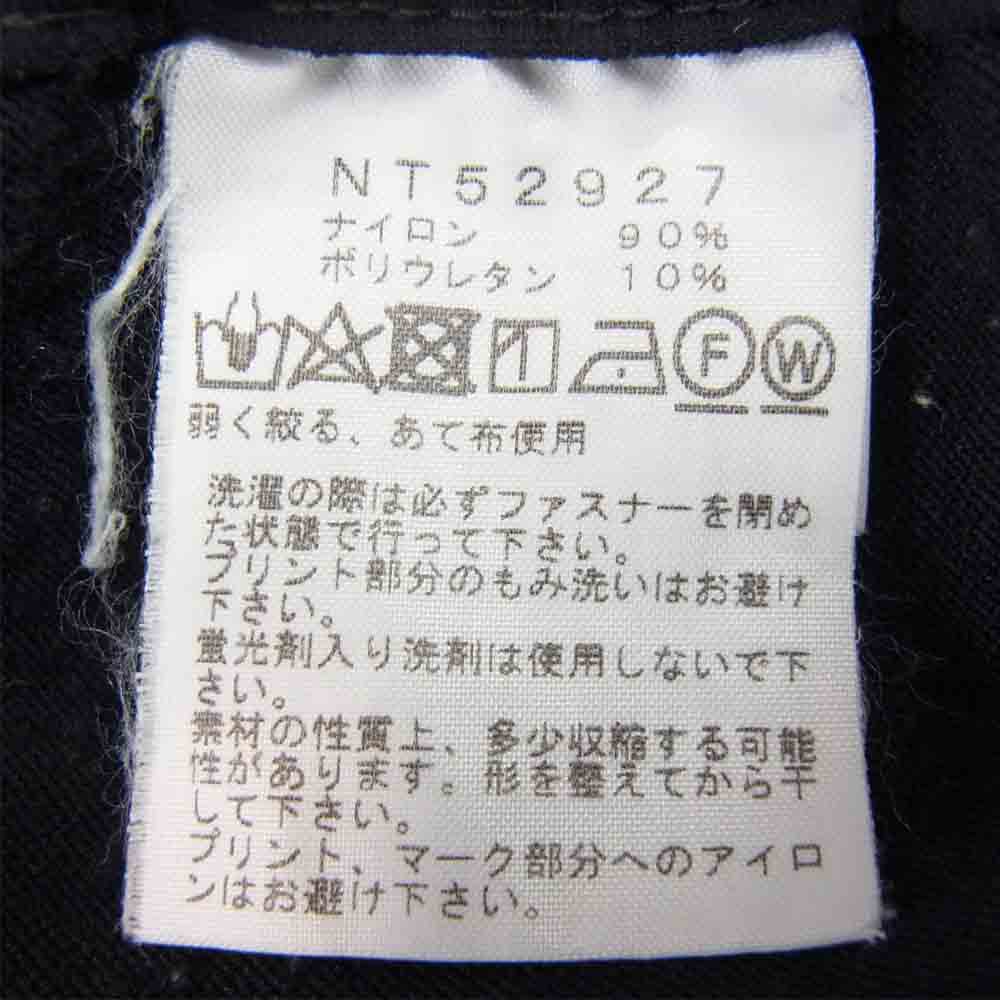 NT52927
ナイロン 90%
ポリウレタン 10%
F W
弱く絞る、あて布使用
洗濯の際は必ずファスナーを閉め
た状態で行って下さい。
プリント部分のもみ洗いはお避け
下さい。
蛍光剤入り洗剤は使用しないで下
さい。
素材の性質上、多少収縮する可能
性があります。形を整えてから干
して下さい。
プリント、マーク部分へのアイロ
ンはお避け下さい。